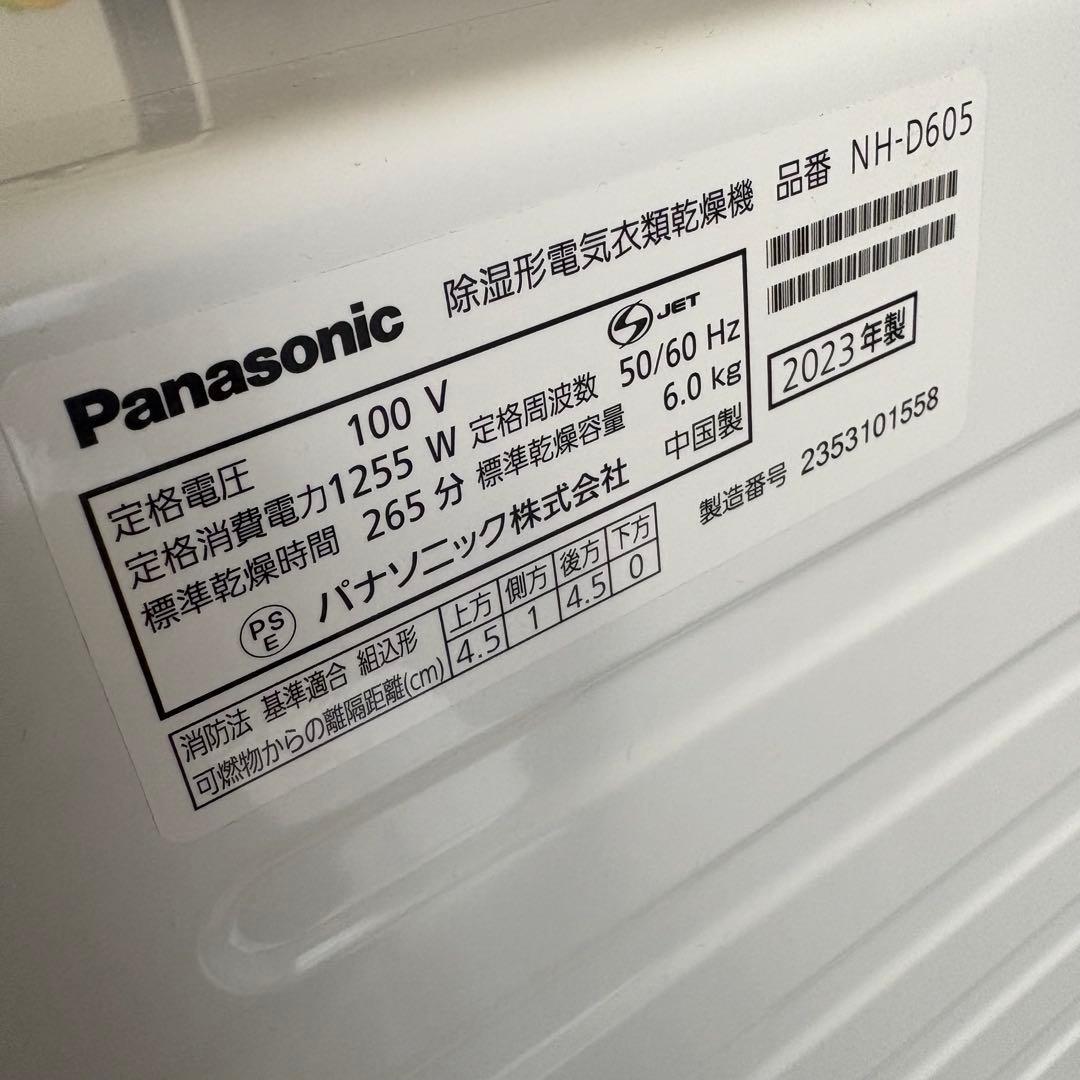 Panasonic 除湿形電気衣類乾燥機 品番 NH-D605
定格電圧 100 V JET
定格消費電力 1255 W 定格周波数 50/60 Hz
標準乾燥時間 265 分 標準乾燥容量 6.0 kg
PS E パナソニック株式会社 中国製
2023年製
製造番号 2353101558
消防法 基準適合 組込形 上方 側方 後方 下方
可燃物からの離隔距離(cm) 4.5 1 4.5 0